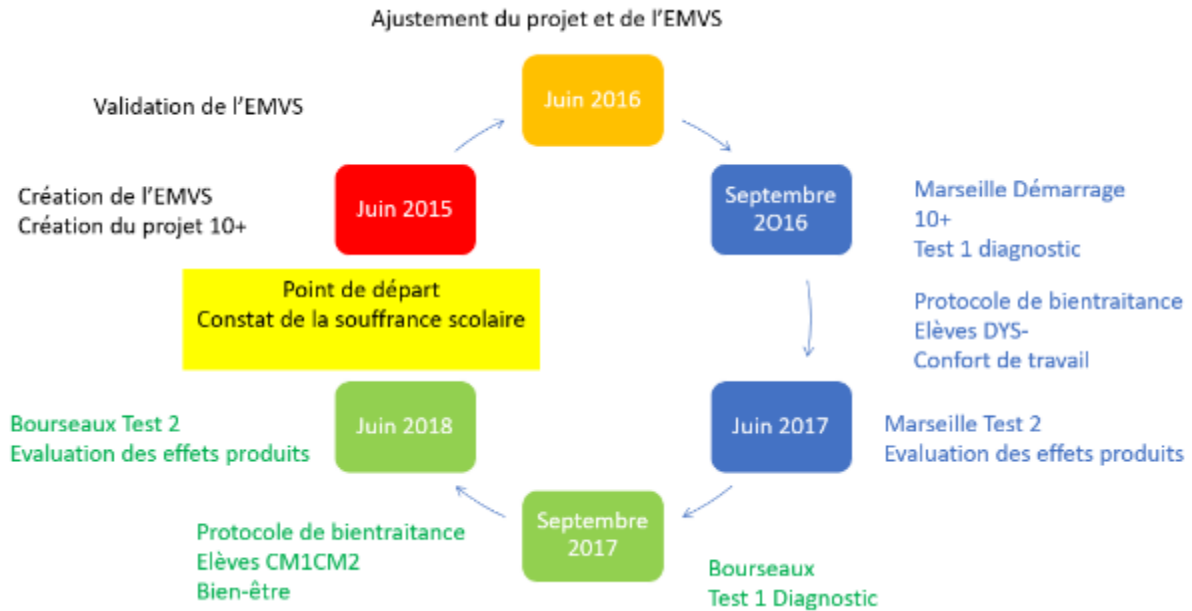 Ajustement du projet et de l'EMVS
Juin 2016
Validation de l'EMVS
Création de l'EMVS
Création du projet 10+
Juin 2015
Point de départ
Constat de la souffrance scolaire
Septembre
2O16
Marseille Démarrage
10+
Test 1 diagnostic
Protocole de bientraitance
Elèves DYS-
Confort de travail
Juin 2017
Marseille Test 2
Evaluation des effets produits
Septembre
2017
Bourseaux
Test 1 Diagnostic
Protocole de bientraitance
Elèves CM1CM2
Bien-être
Juin 2018
Bourseaux Test 2
Evaluation des effets produits